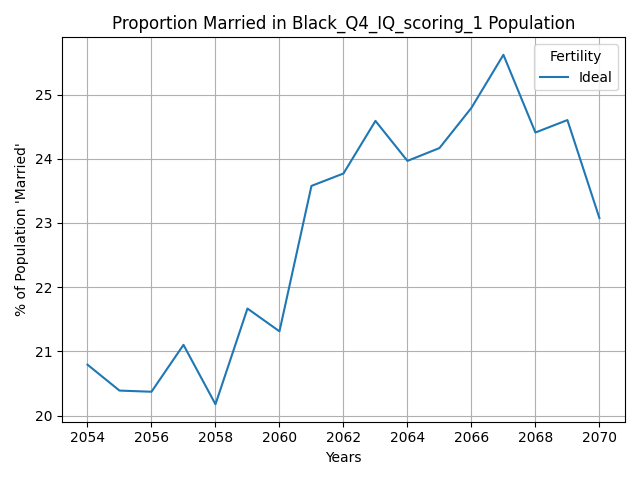 Proportion Married in Black_Q4_IQ_scoring_1 Population
Fertility
Ideal
% of Population 'Married'
25
24
23
22
21
20
2054 2056 2058 2060 2062 2064 2066 2068 2070
Years